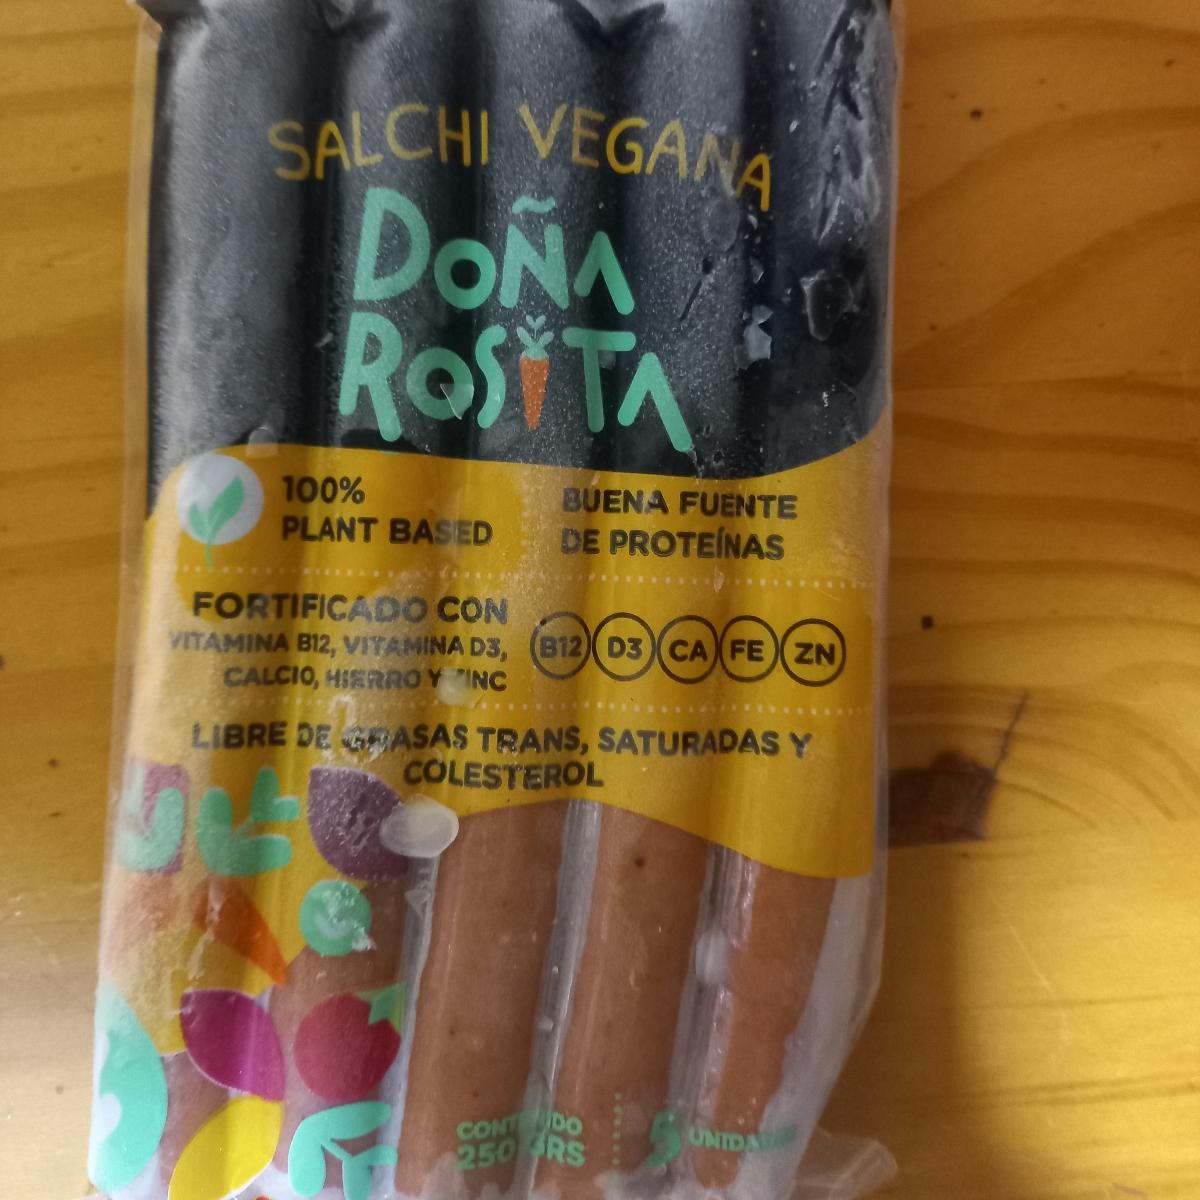 SALCHI VEGANA
DOÑA
ROSITA
100%
PLANT BASED
BUENA FUENTE
DE PROTEÍNAS
FORTIFICADO CON
VITAMINA B12, VITAMINA D3,
CALCIO, HIERRO Y ZINC
B12 D3 CA FE ZN
LIBRE DE GRASAS TRANS, SATURADAS Y
COLESTEROL
CONTENIDO
250 GRS
5 UNIDADES